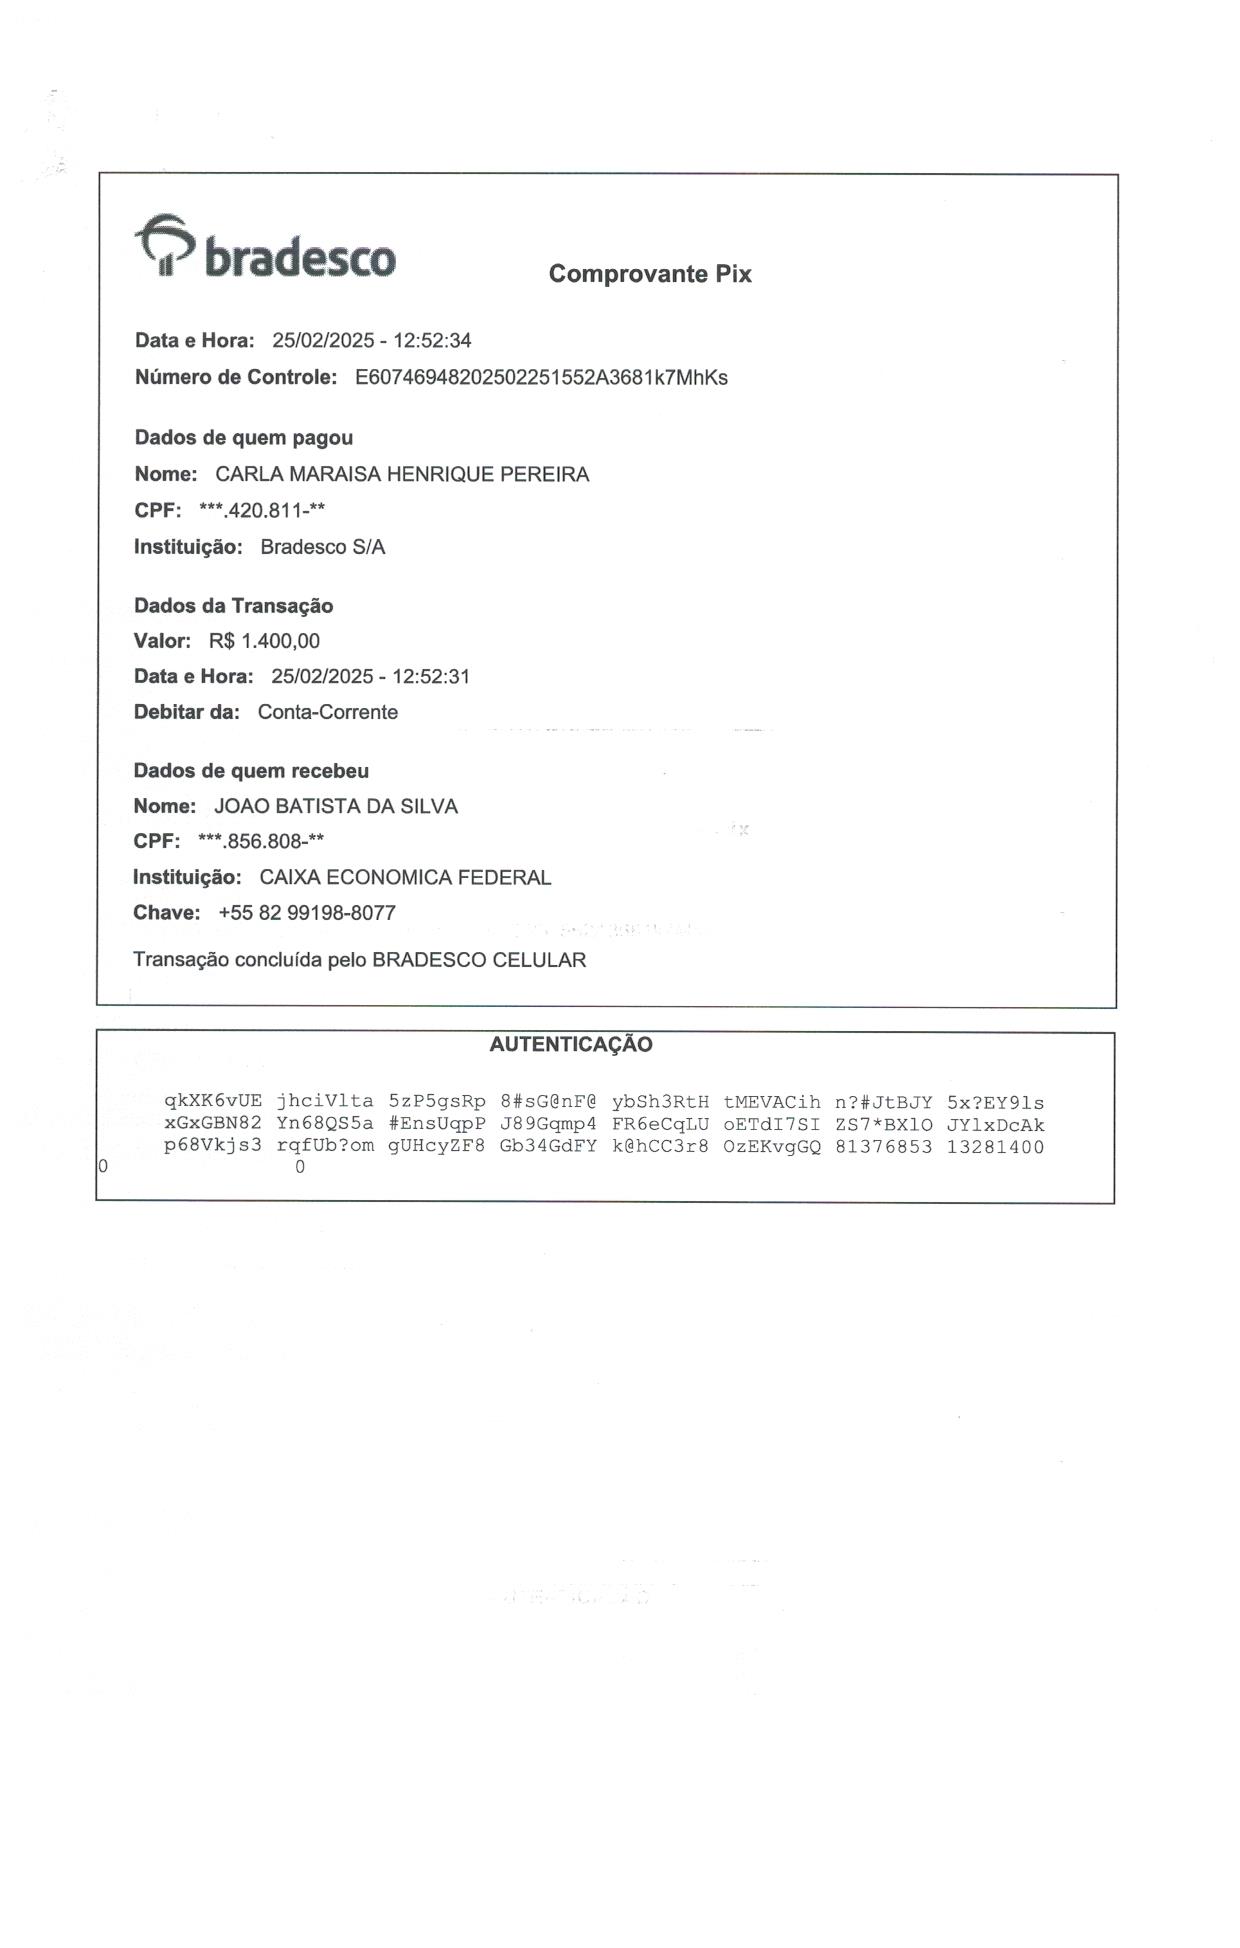 bradesco
Comprovante Pix
Data e Hora: 25/02/2025 - 12:52:34
Número de Controle: E60746948202502251552A3681k7MhKs
Dados de quem pagou
Nome: CARLA MARAISA HENRIQUE PEREIRA
CPF: ***.420.811-**
Instituição: Bradesco S/A
Dados da Transação
Valor: R$ 1.400,00
Data e Hora: 25/02/2025 - 12:52:31
Debitar da: Conta-Corrente
Dados de quem recebeu
Nome: JOAO BATISTA DA SILVA
CPF: ***.856.808-**
Instituição: CAIXA ECONOMICA FEDERAL
Chave: +55 82 99198-8077
Transação concluída pelo BRADESCO CELULAR
AUTENTICAÇÃO
qkXK6vUE jhciVlta 5zP5gsRp 8#sG@nF@ ybSh3RtH tMEVACih n?#JtBJY 5x?EY9ls
xGxGBN82 Yn68QS5a #EnsUqpP J89Gqmp4 FR6eCqLU oETdI7SI ZS7*BXlO JYlxDcAk
p68Vkjs3 rqfUb?om gUHcyZF8 Gb34GdFY k@hCC3r8 OzEKvgGQ 81376853 13281400
0 0